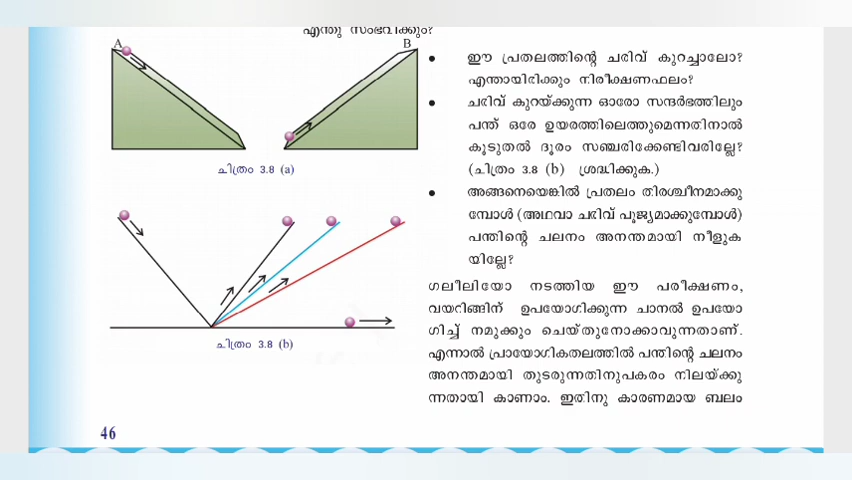 എന്തു സംഭവിക്കും?
A
B
ചിത്രം 3.8 (a)
ചിത്രം 3.8 (b)
• ഈ പ്രതലത്തിന്റെ ചരിവ് കുറച്ചാലോ?
എന്തായിരിക്കും നിരീക്ഷണഫലം?
• ചരിവ് കുറയ്ക്കുന്ന ഓരോ സന്ദർഭത്തിലും
പന്ത് ഒരേ ഉയരത്തിലെത്തുമെന്നതിനാൽ
കൂടുതൽ ദൂരം സഞ്ചരിക്കേണ്ടിവരില്ലേ?
(ചിത്രം 3.8 (b) ശ്രദ്ധിക്കുക.)
• അങ്ങനെയെങ്കിൽ പ്രതലം തിരശ്ചീനമാക്കു
മ്പോൾ (അഥവാ ചരിവ് പൂജ്യമാക്കുമ്പോൾ)
പന്തിന്റെ ചലനം അനന്തമായി നീളുക
യില്ലേ?
ഗലീലിയോ നടത്തിയ ഈ പരീക്ഷണം,
വയറിങ്ങിന് ഉപയോഗിക്കുന്ന ചാനൽ ഉപയോ
ഗിച്ച് നമുക്കും ചെയ്തുനോക്കാവുന്നതാണ്.
എന്നാൽ പ്രായോഗികതലത്തിൽ പന്തിന്റെ ചലനം
അനന്തമായി തുടരുന്നതിനുപകരം നിലയ്ക്കു
ന്നതായി കാണാം. ഇതിനു കാരണമായ ബലം
46